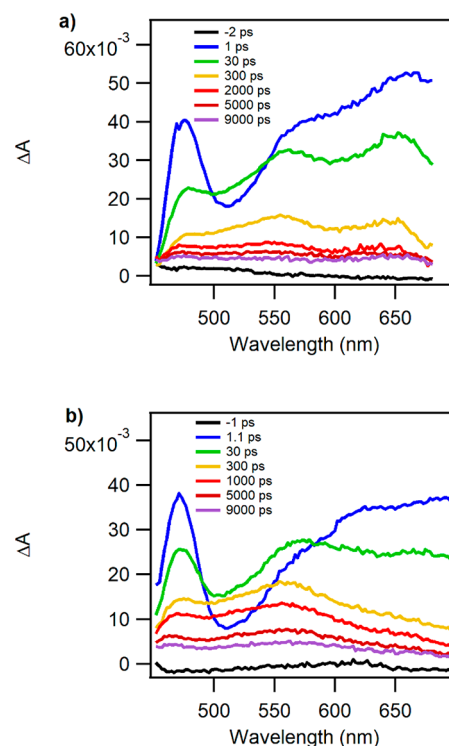 a)
60x10⁻³
50
40
30
20
10
0
ΔA
-2 ps
1 ps
30 ps
300 ps
2000 ps
5000 ps
9000 ps
500 550 600 650
Wavelength (nm)
b)
50x10⁻³
40
30
20
10
0
ΔA
-1 ps
1.1 ps
30 ps
300 ps
1000 ps
5000 ps
9000 ps
500 550 600 650
Wavelength (nm)